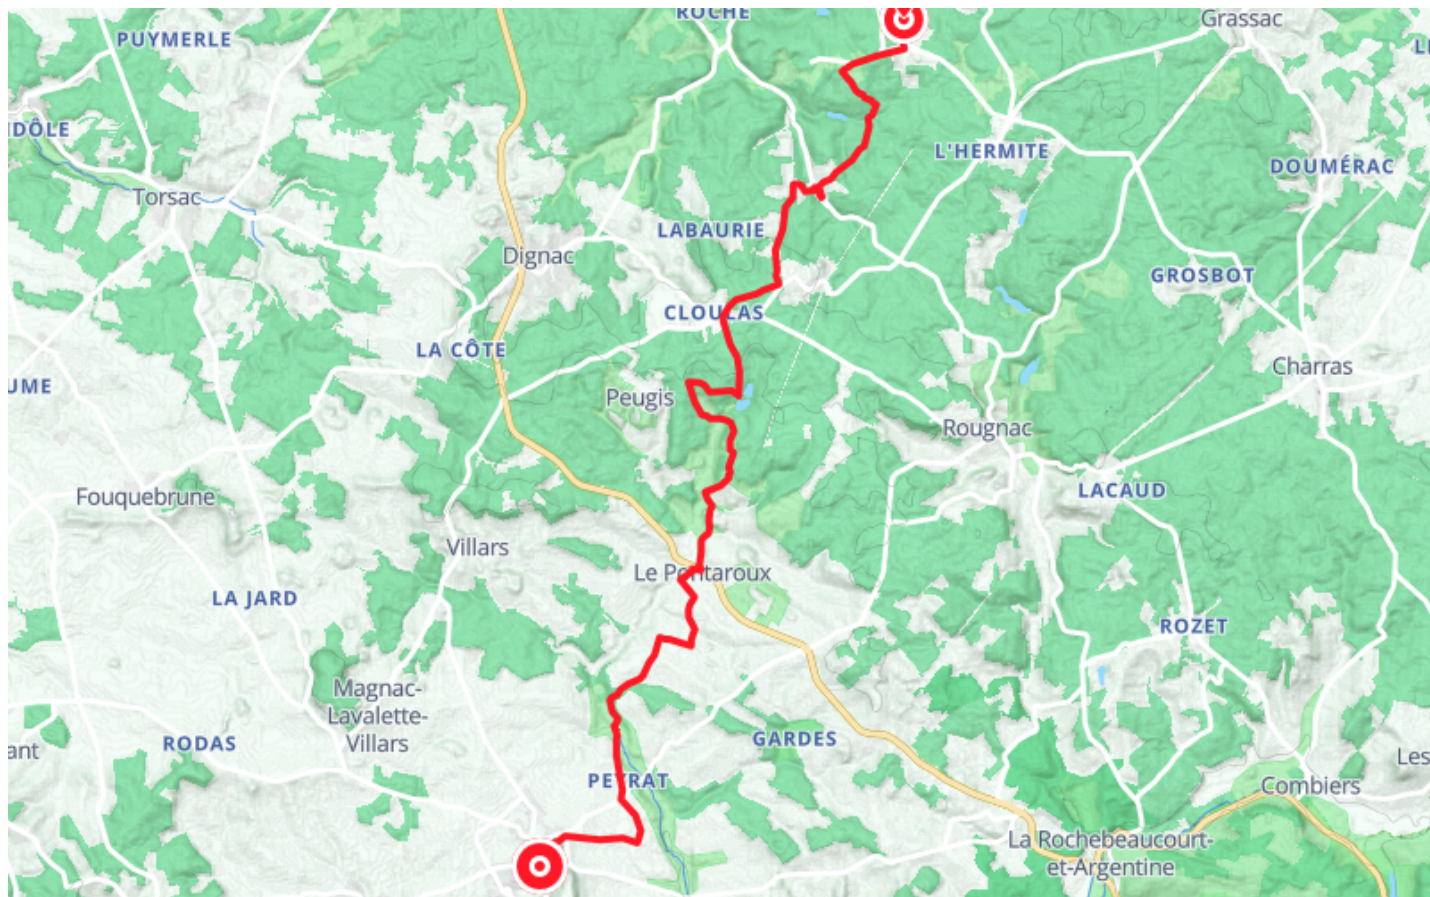 ROCHE
Grassac
PUYMERLE
IDÔLE
L'HERMITE
DOUMÉRAC
Torsac
LABAURIE
Dignac
GROSBOT
CLOULAS
LA CÔTE
Charras
UME
Peugis
Rougnac
LACAUD
Fouquebrune
Villars
Le Pontaroux
LA JARD
ROZET
Magnac-
Lavalette-
Villars
RODAS
GARDES
ant
Les
PEYRAT
Combiers
La Rochebeaucourt-
et-Argentine